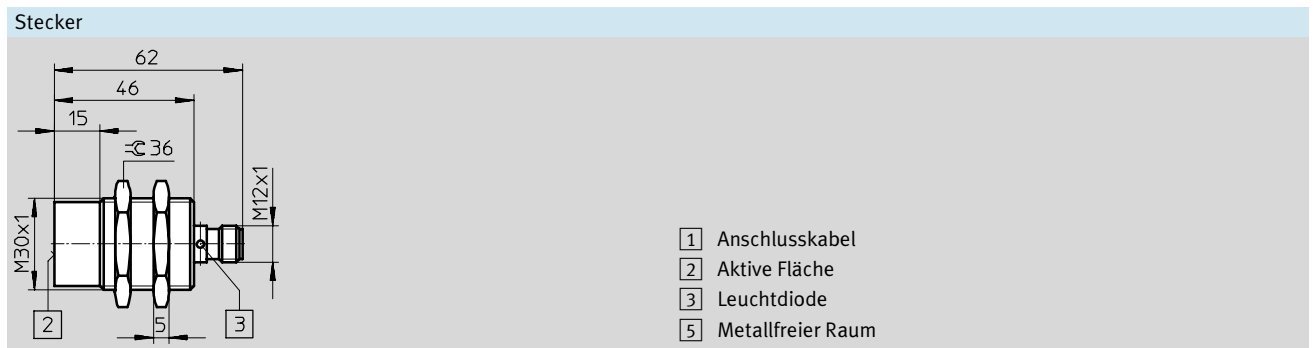 Stecker
62
46
15
36
M12x1
M30x1
2
5
3
1 Anschlusskabel
2 Aktive Fläche
3 Leuchtdiode
5 Metallfreier Raum